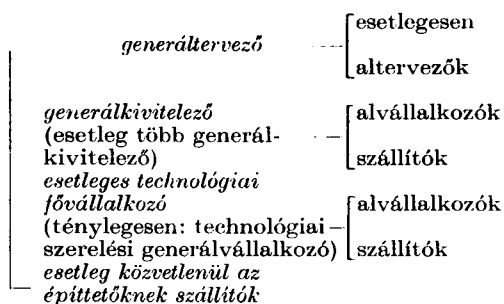 generáltervező
esetlegesen
altervezők
generálkivitelező
(esetleg több generál-
kivitelező)
alvállalkozók
szállítók
esetleges technológiai
fővállalkozó
(ténylegesen: technológiai
szerelési generálvállalkozó)
alvállalkozók
szállítók
esetleg közvetlenül az
építtetőknek szállítók